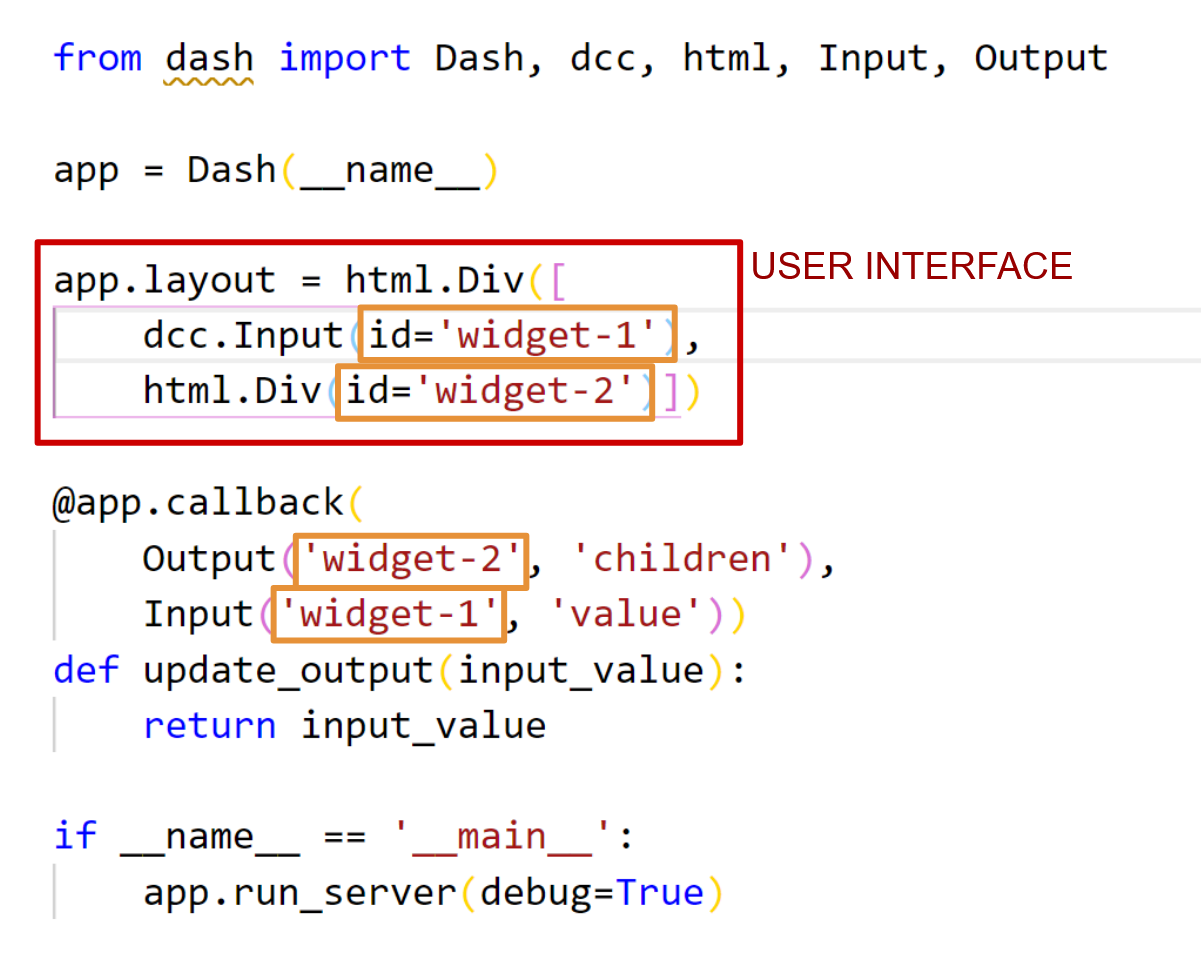 from dash import Dash, dcc, html, Input, Output
app = Dash(__name__)
app.layout = html.Div([
USER INTERFACE
    dcc.Input(id='widget-1'),
    html.Div(id='widget-2')])
@app.callback(
    Output('widget-2', 'children'),
    Input('widget-1', 'value'))
def update_output(input_value):
    return input_value
if __name__ == '__main__':
    app.run_server(debug=True)